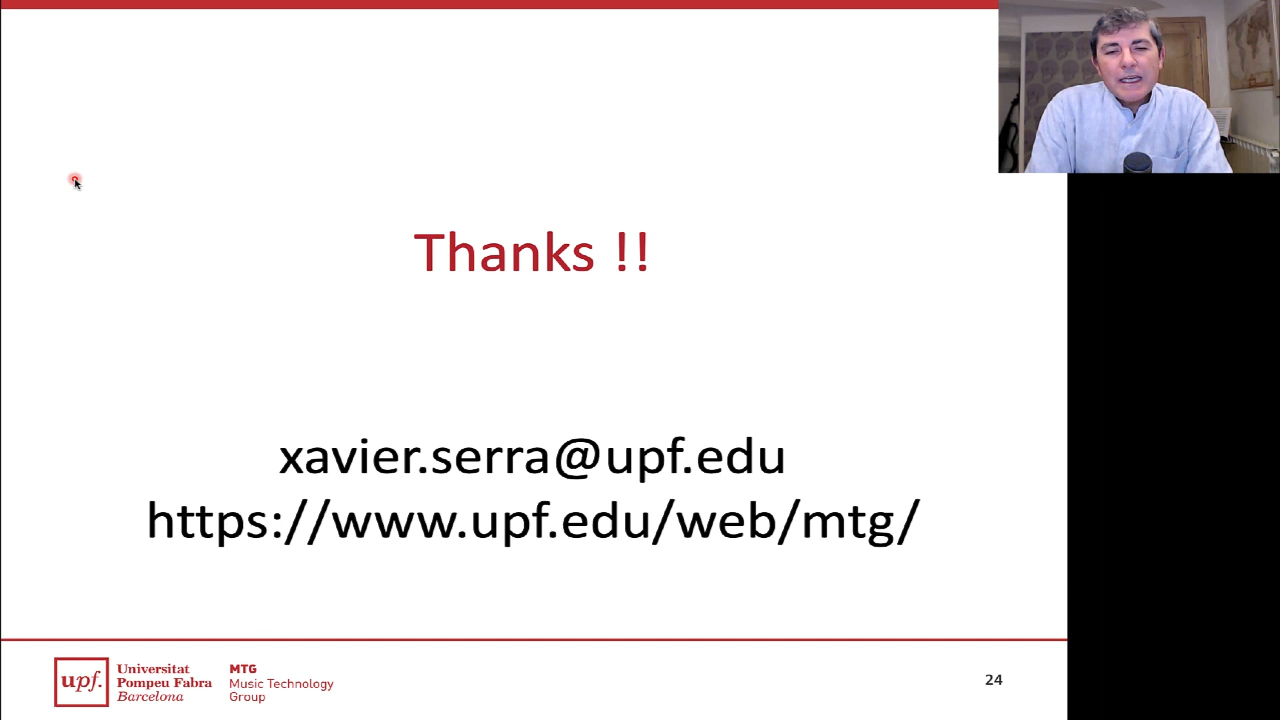 Thanks !!
xavier.serra@upf.edu
https://www.upf.edu/web/mtg/
upf.
Universitat
Pompeu Fabra
Barcelona
MTG
Music Technology
Group
24